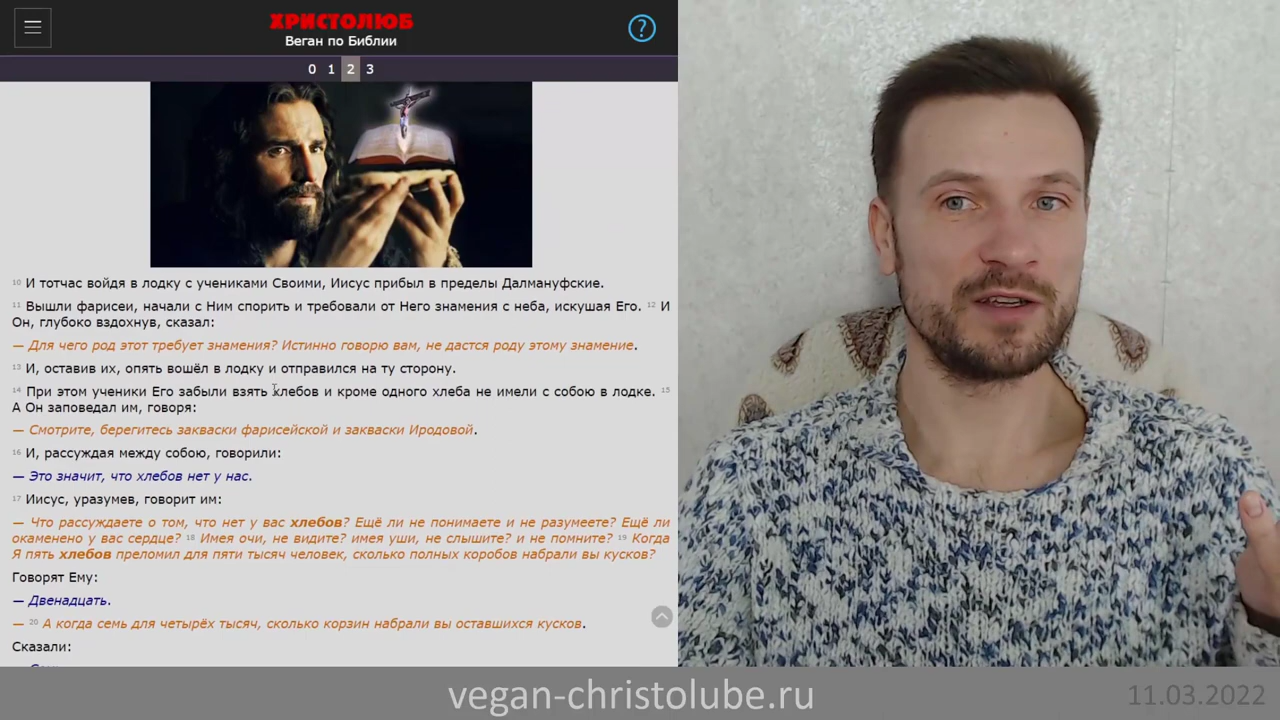 ХРИСТОЛЮБ
Веган по Библии
?
0 1 2 3
10 И тотчас войдя в лодку с учениками Своими, Иисус прибыл в пределы Далмануфские.
11 Вышли фарисеи, начали с Ним спорить и требовали от Него знамения с неба, искушая Его. 12 И
Он, глубоко вздохнув, сказал:
— Для чего род этот требует знамения? Истинно говорю вам, не дастся роду этому знамение.
13 И, оставив их, опять вошёл в лодку и отправился на ту сторону.
14 При этом ученики Его забыли взять хлебов и кроме одного хлеба не имели с собою в лодке. 15
А Он заповедал им, говоря:
— Смотрите, берегитесь закваски фарисейской и закваски Иродовой.
16 И, рассуждая между собою, говорили:
— Это значит, что хлебов нет у нас.
17 Иисус, уразумев, говорит им:
— Что рассуждаете о том, что нет у вас хлебов? Ещё ли не понимаете и не разумеете? Ещё ли
окаменено у вас сердце? 18 Имея очи, не видите? имея уши, не слышите? и не помните? 19 Когда
Я пять хлебов преломил для пяти тысяч человек, сколько полных коробов набрали вы кусков?
Говорят Ему:
— Двенадцать.
— 20 А когда семь для четырёх тысяч, сколько корзин набрали вы оставшихся кусков.
Сказали:
vegan-christolube.ru
11.03.2022